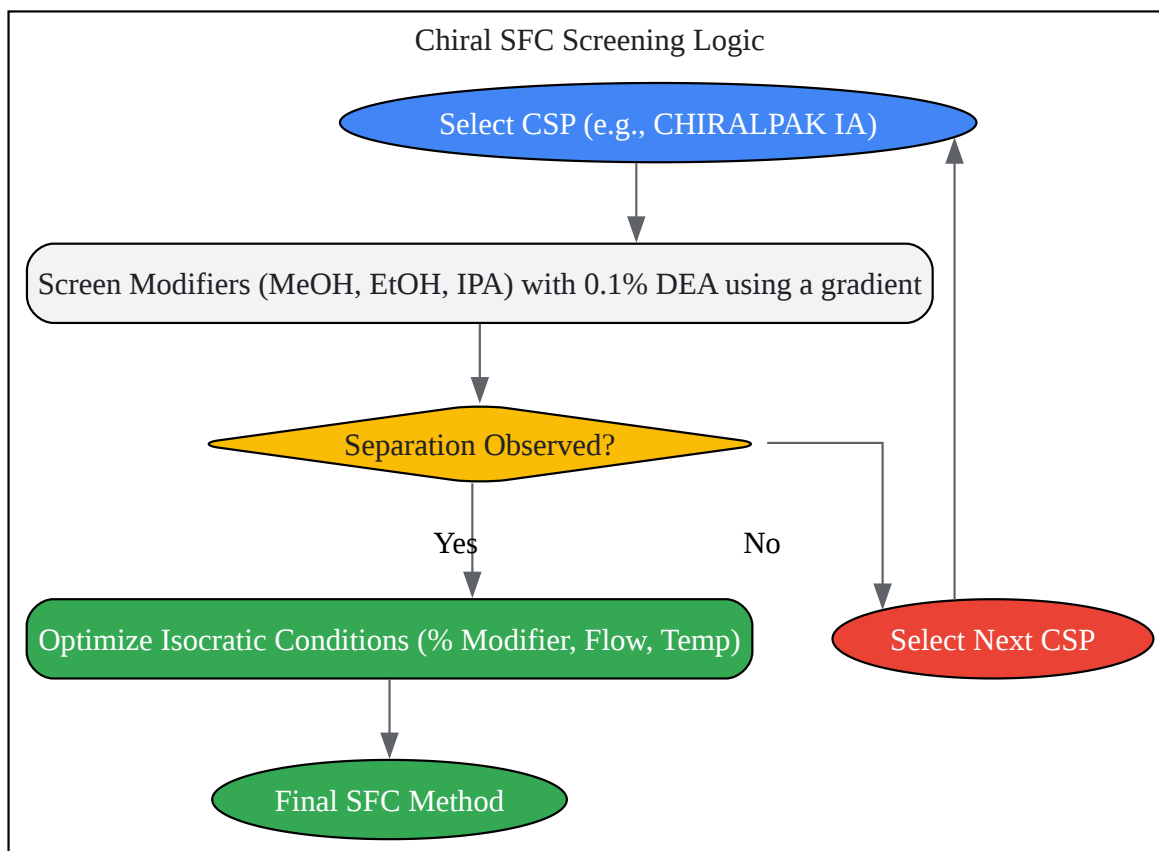 Chiral SFC Screening Logic
Select CSP (e.g., CHIRALPAK IA)
Screen Modifiers (MeOH, EtOH, IPA) with 0.1% DEA using a gradient
Separation Observed?
Yes
No
Optimize Isocratic Conditions (% Modifier, Flow, Temp)
Select Next CSP
Final SFC Method